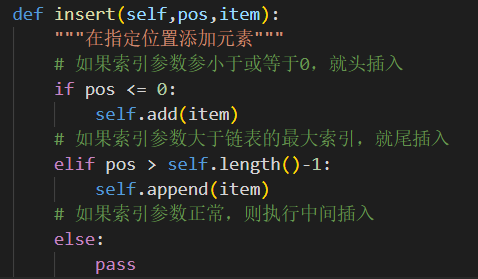 def insert(self,pos,item):
    """在指定位置添加元素"""
    # 如果索引参数参小于或等于0，就头插入
    if pos <= 0:
        self.add(item)
    # 如果索引参数大于链表的最大索引，就尾插入
    elif pos > self.length()-1:
        self.append(item)
    # 如果索引参数正常，则执行中间插入
    else:
        pass